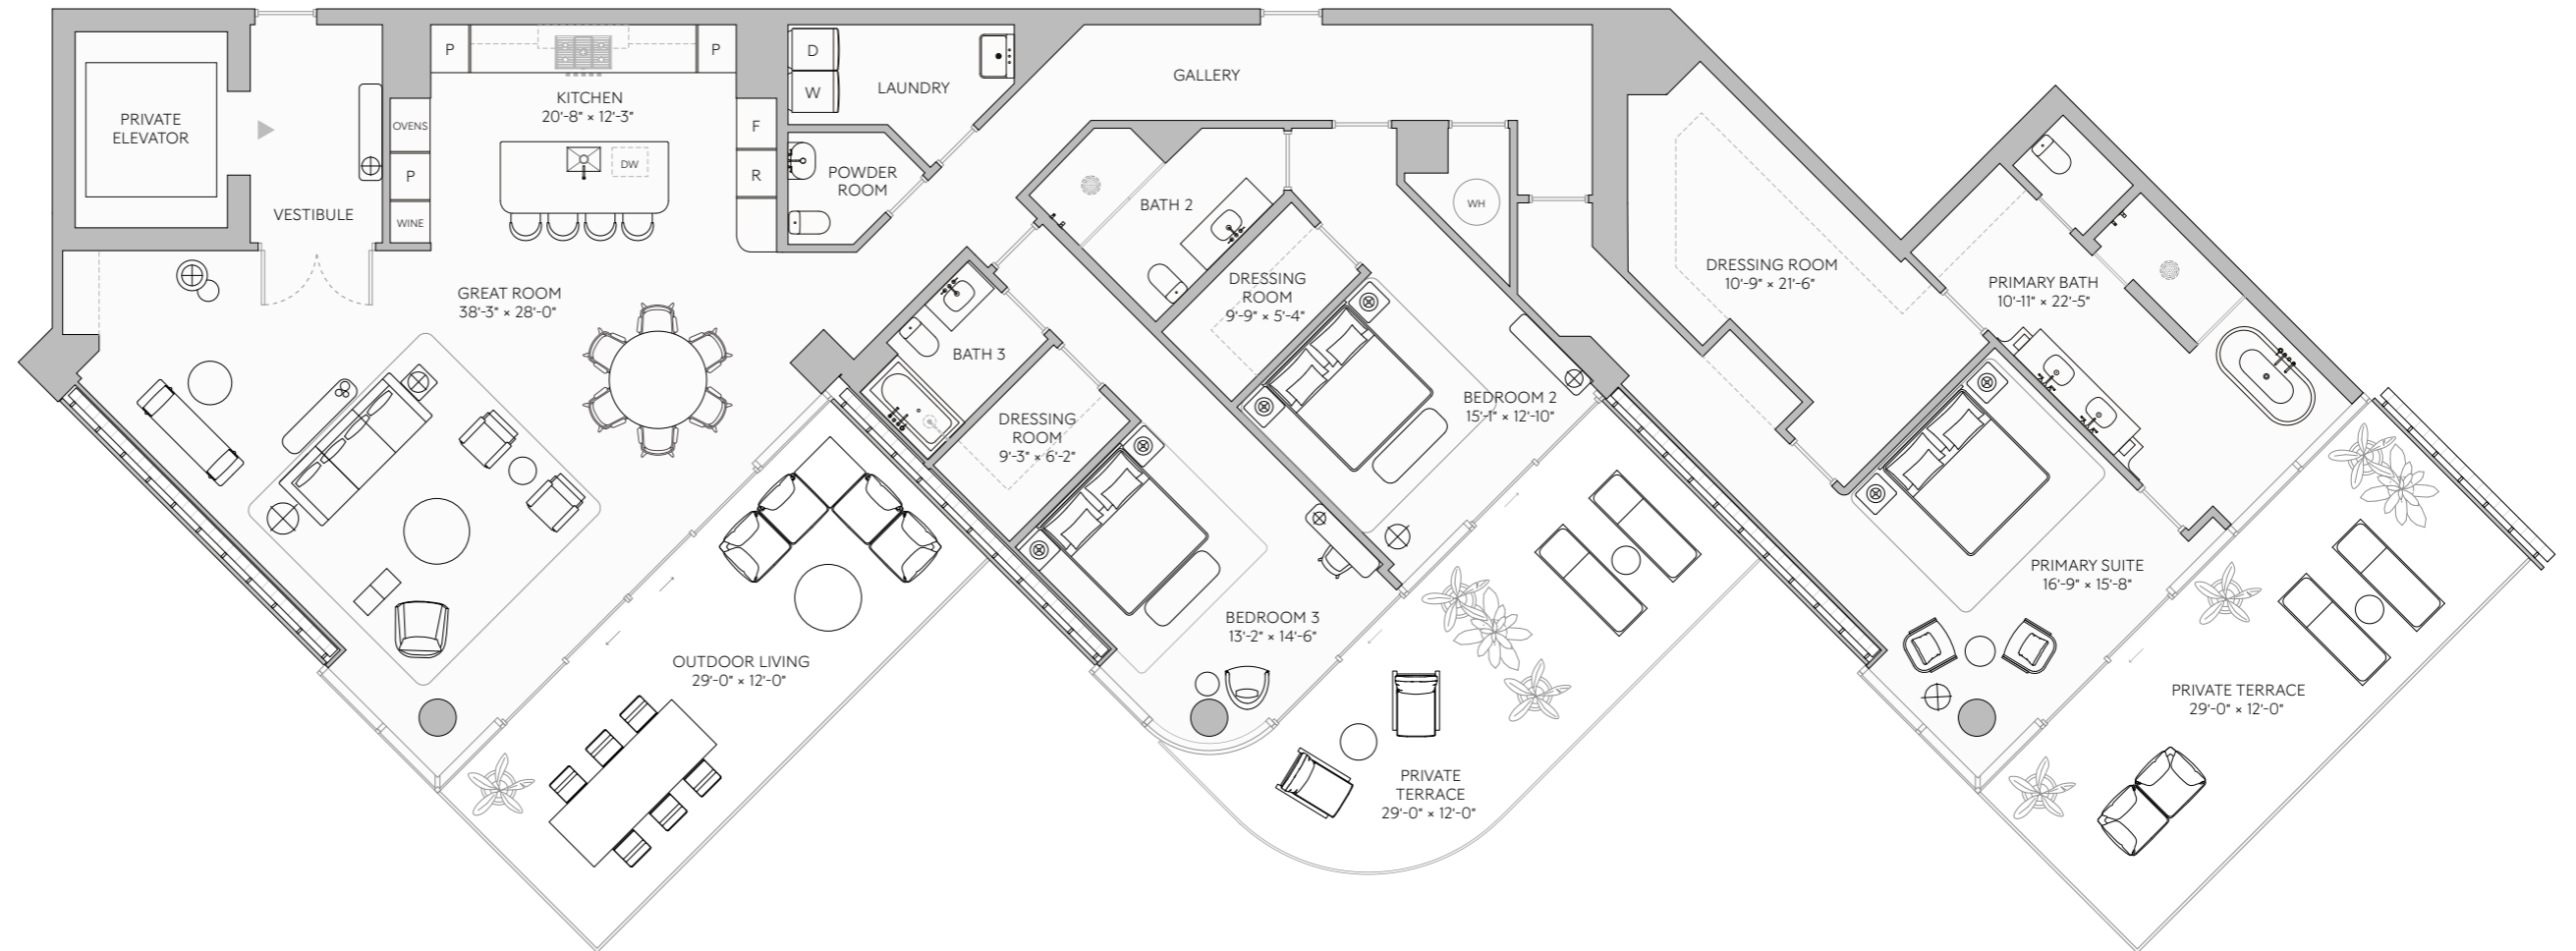 PRIVATE
ELEVATOR
VESTIBULE
P
P
KITCHEN
20'-8" × 12'-3"
OVENS
P
WINE
DW
F
R
D
W
LAUNDRY
POWDER
ROOM
GALLERY
GREAT ROOM
38'-3" × 28'-0"
BATH 2
WH
DRESSING
ROOM
9'-9" × 5'-4"
BATH 3
DRESSING
ROOM
9'-3" × 6'-2"
BEDROOM 2
15'-1" × 12'-10"
BEDROOM 3
13'-2" × 14'-6"
OUTDOOR LIVING
29'-0" × 12'-0"
PRIVATE
TERRACE
29'-0" × 12'-0"
DRESSING ROOM
10'-9" × 21'-6"
PRIMARY BATH
10'-11" × 22'-5"
PRIMARY SUITE
16'-9" × 15'-8"
PRIVATE TERRACE
29'-0" × 12'-0"